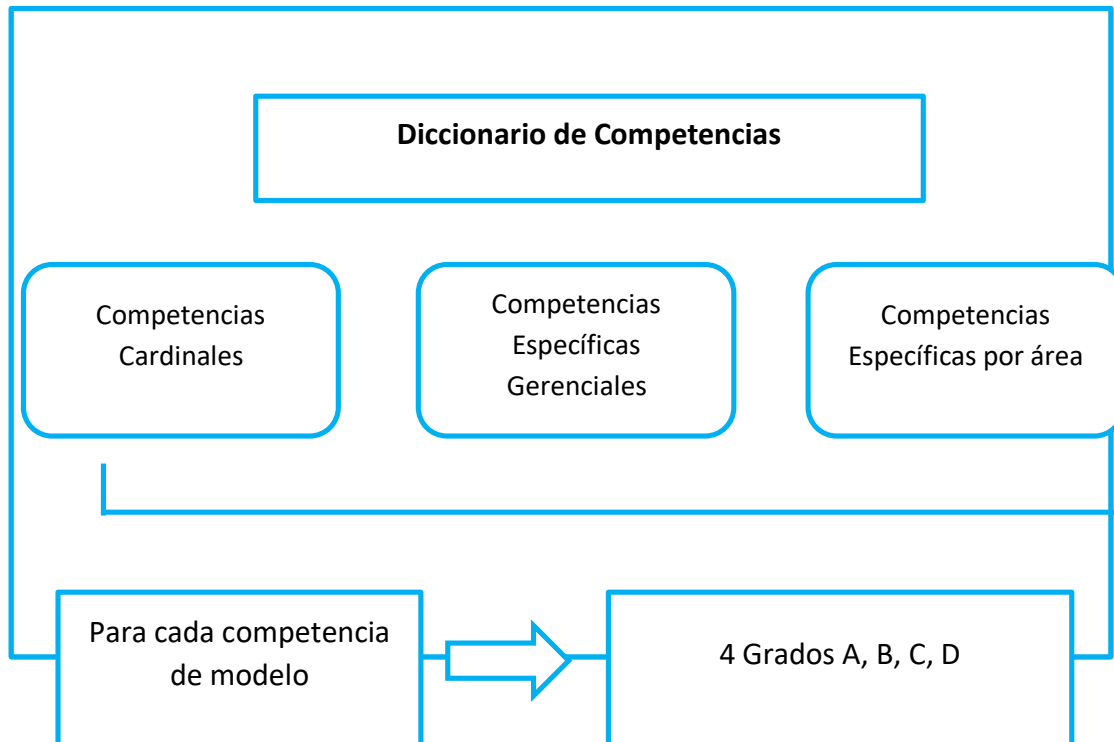 Diccionario de Competencias
Competencias
Cardinales
Competencias
Específicas
Gerenciales
Competencias
Específicas por área
Para cada competencia
de modelo
4 Grados A, B, C, D